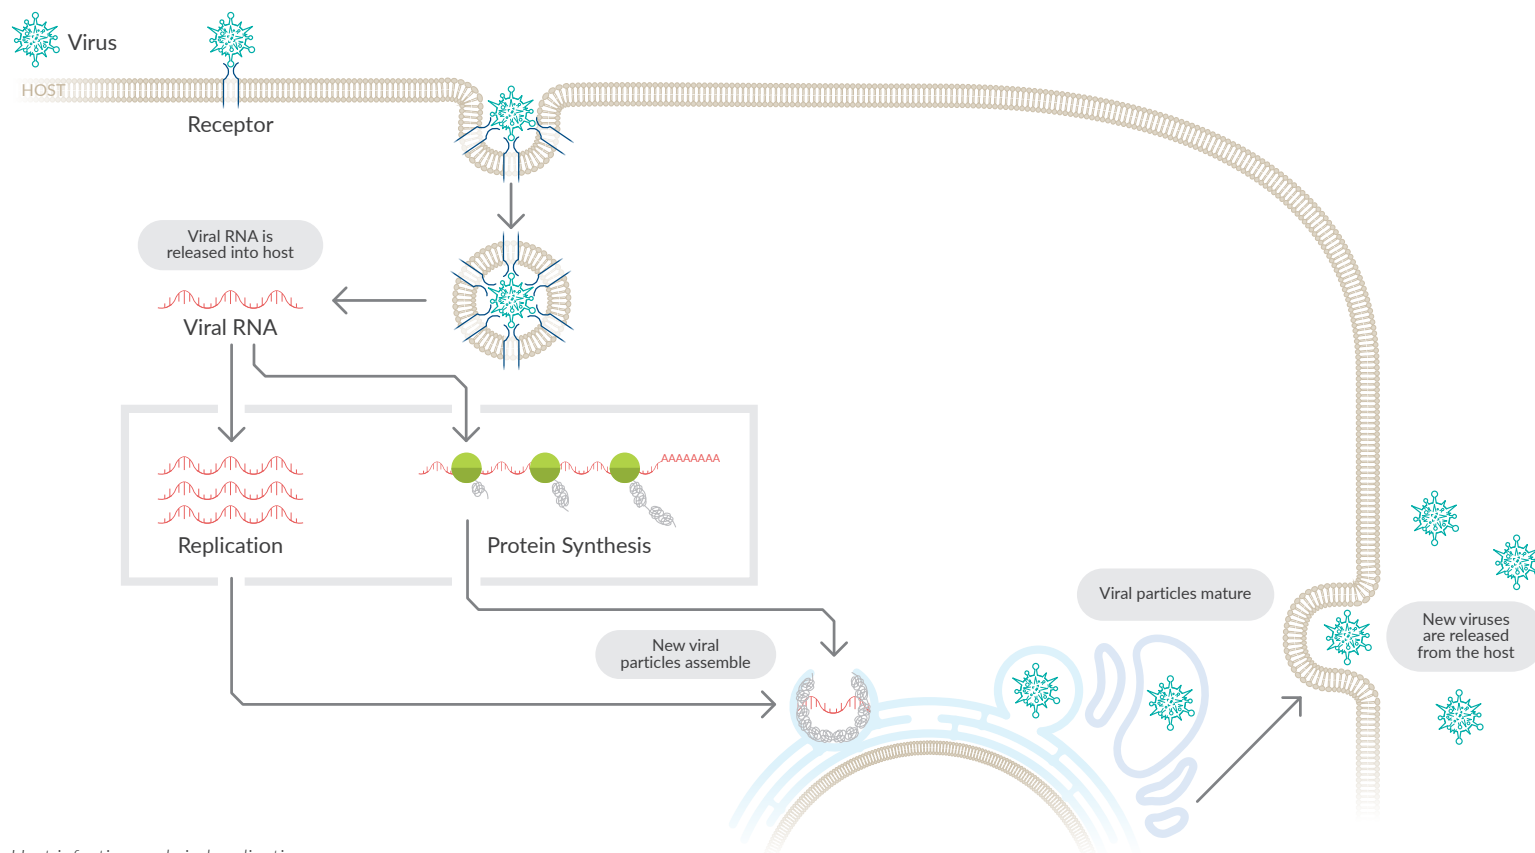 Virus
HOST
Receptor
Viral RNA is
released into host
Viral RNA
AAAAAAAA
Replication
Protein Synthesis
New viral
particles assemble
Viral particles mature
New viruses
are released
from the host